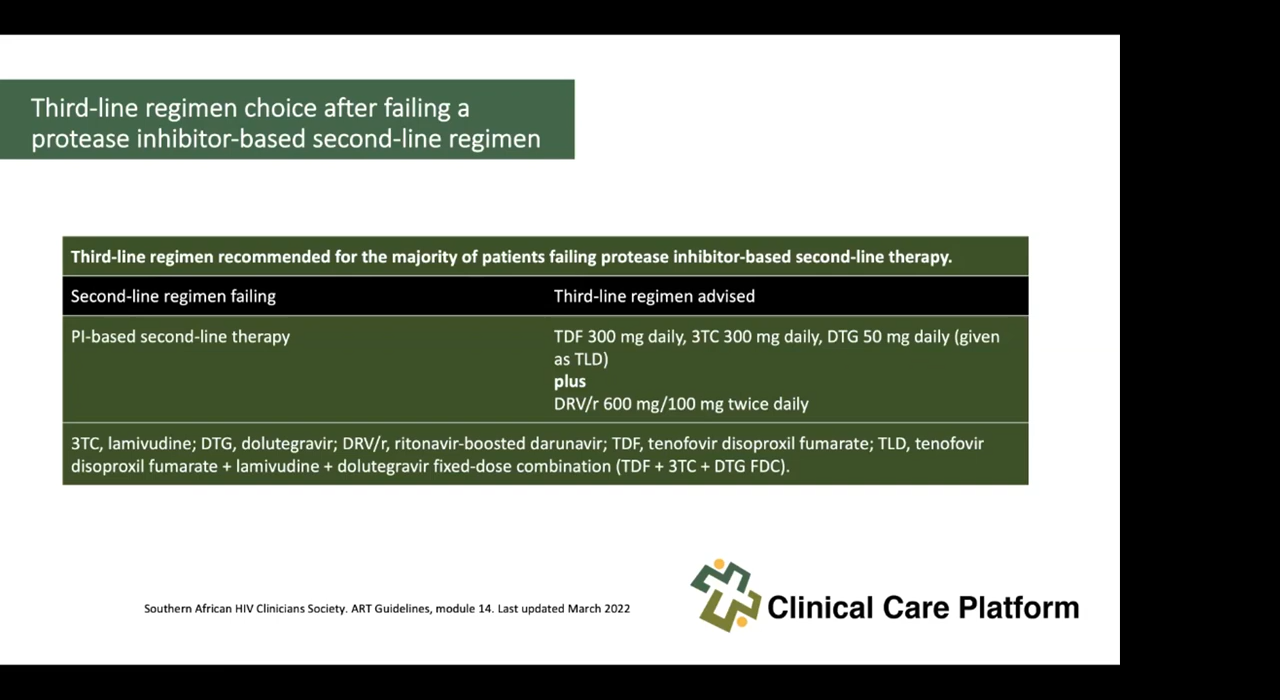 Third-line regimen choice after failing a
protease inhibitor-based second-line regimen
Third-line regimen recommended for the majority of patients failing protease inhibitor-based second-line therapy.
Second-line regimen failing
Third-line regimen advised
PI-based second-line therapy
TDF 300 mg daily, 3TC 300 mg daily, DTG 50 mg daily (given
as TLD)
plus
DRV/r 600 mg/100 mg twice daily
3TC, lamivudine; DTG, dolutegravir; DRV/r, ritonavir-boosted darunavir; TDF, tenofovir disoproxil fumarate; TLD, tenofovir
disoproxil fumarate + lamivudine + dolutegravir fixed-dose combination (TDF + 3TC + DTG FDC).
Southern African HIV Clinicians Society. ART Guidelines, module 14. Last updated March 2022
Clinical Care Platform